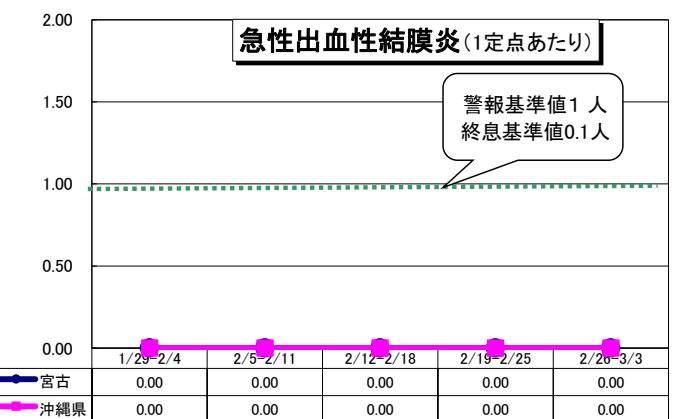 急性出血性結膜炎(1定点あたり)
2.00
1.50
1.00
0.50
0.00
警報基準値1 人
終息基準値0.1人
1/29-2/4 2/5-2/11 2/12-2/18 2/19-2/25 2/26-3/3
宮古 0.00 0.00 0.00 0.00 0.00
沖縄県 0.00 0.00 0.00 0.00 0.00